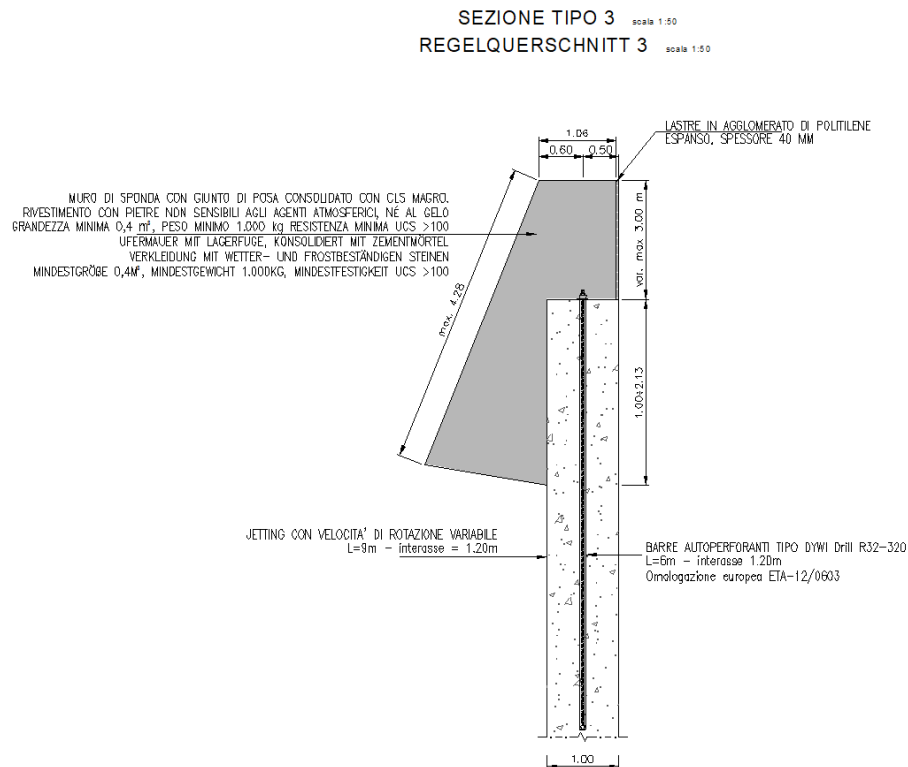 SEZIONE TIPO 3 scala 1:50
REGELQUERSCHNITT 3 scala 1:50
LASTRE IN AGGLOMERATO DI POLITILENE
ESPANSO, SPESSORE 40 MM
1.06
0.60 0.50
MURO DI SPONDA CON GIUNTO DI POSA CONSOLIDATO CON CLS MAGRO.
RIVESTIMENTO CON PIETRE NON SENSIBILI AGLI AGENTI ATMOSFERICI, NÉ AL GELO
GRANDEZZA MINIMA 0,4 m³, PESO MINIMO 1.000 kg RESISTENZA MINIMA UCS >100
UFERMAUER MIT LAGERFUGE, KONSOLIDIERT MIT ZEMENTMÖRTEL
VERKLEIDUNG MIT WETTER- UND FROSTBESTÄNDIGEN STEINEN
MINDESTGRÖßE 0,4M³, MINDESTGEWICHT 1.000KG, MINDESTFESTIGKEIT UCS >100
var. max 3.00 m
max. 4.28
1.00÷2.13
JETTING CON VELOCITA' DI ROTAZIONE VARIABILE
L=9m - interasse = 1.20m
BARRE AUTOPERFORANTI TIPO DYWI Drill R32-320
L=6m - interasse 1.20m
Omologazione europea ETA-12/0603
1.00